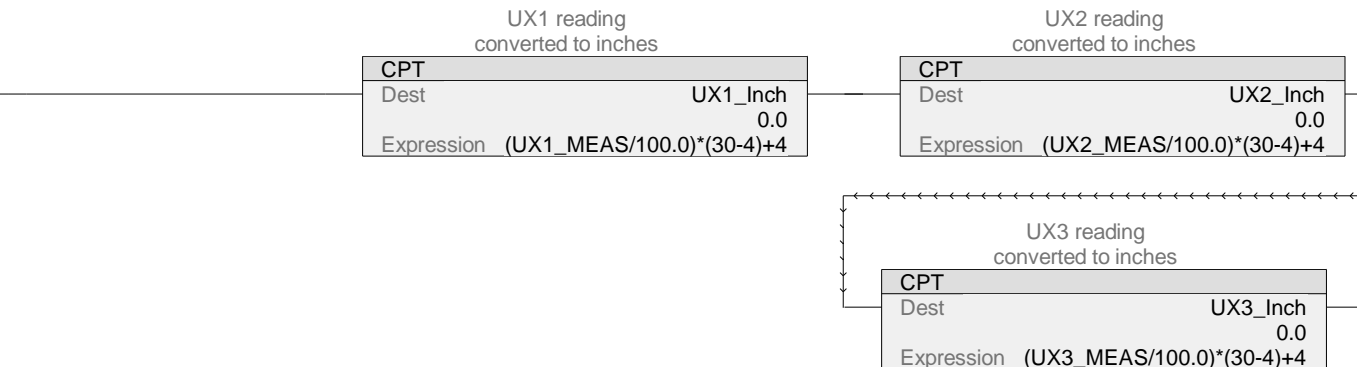 UX1 reading
converted to inches
CPT
Dest UX1_Inch
0.0
Expression (UX1_MEAS/100.0)*(30-4)+4
UX2 reading
converted to inches
CPT
Dest UX2_Inch
0.0
Expression (UX2_MEAS/100.0)*(30-4)+4
UX3 reading
converted to inches
CPT
Dest UX3_Inch
0.0
Expression (UX3_MEAS/100.0)*(30-4)+4